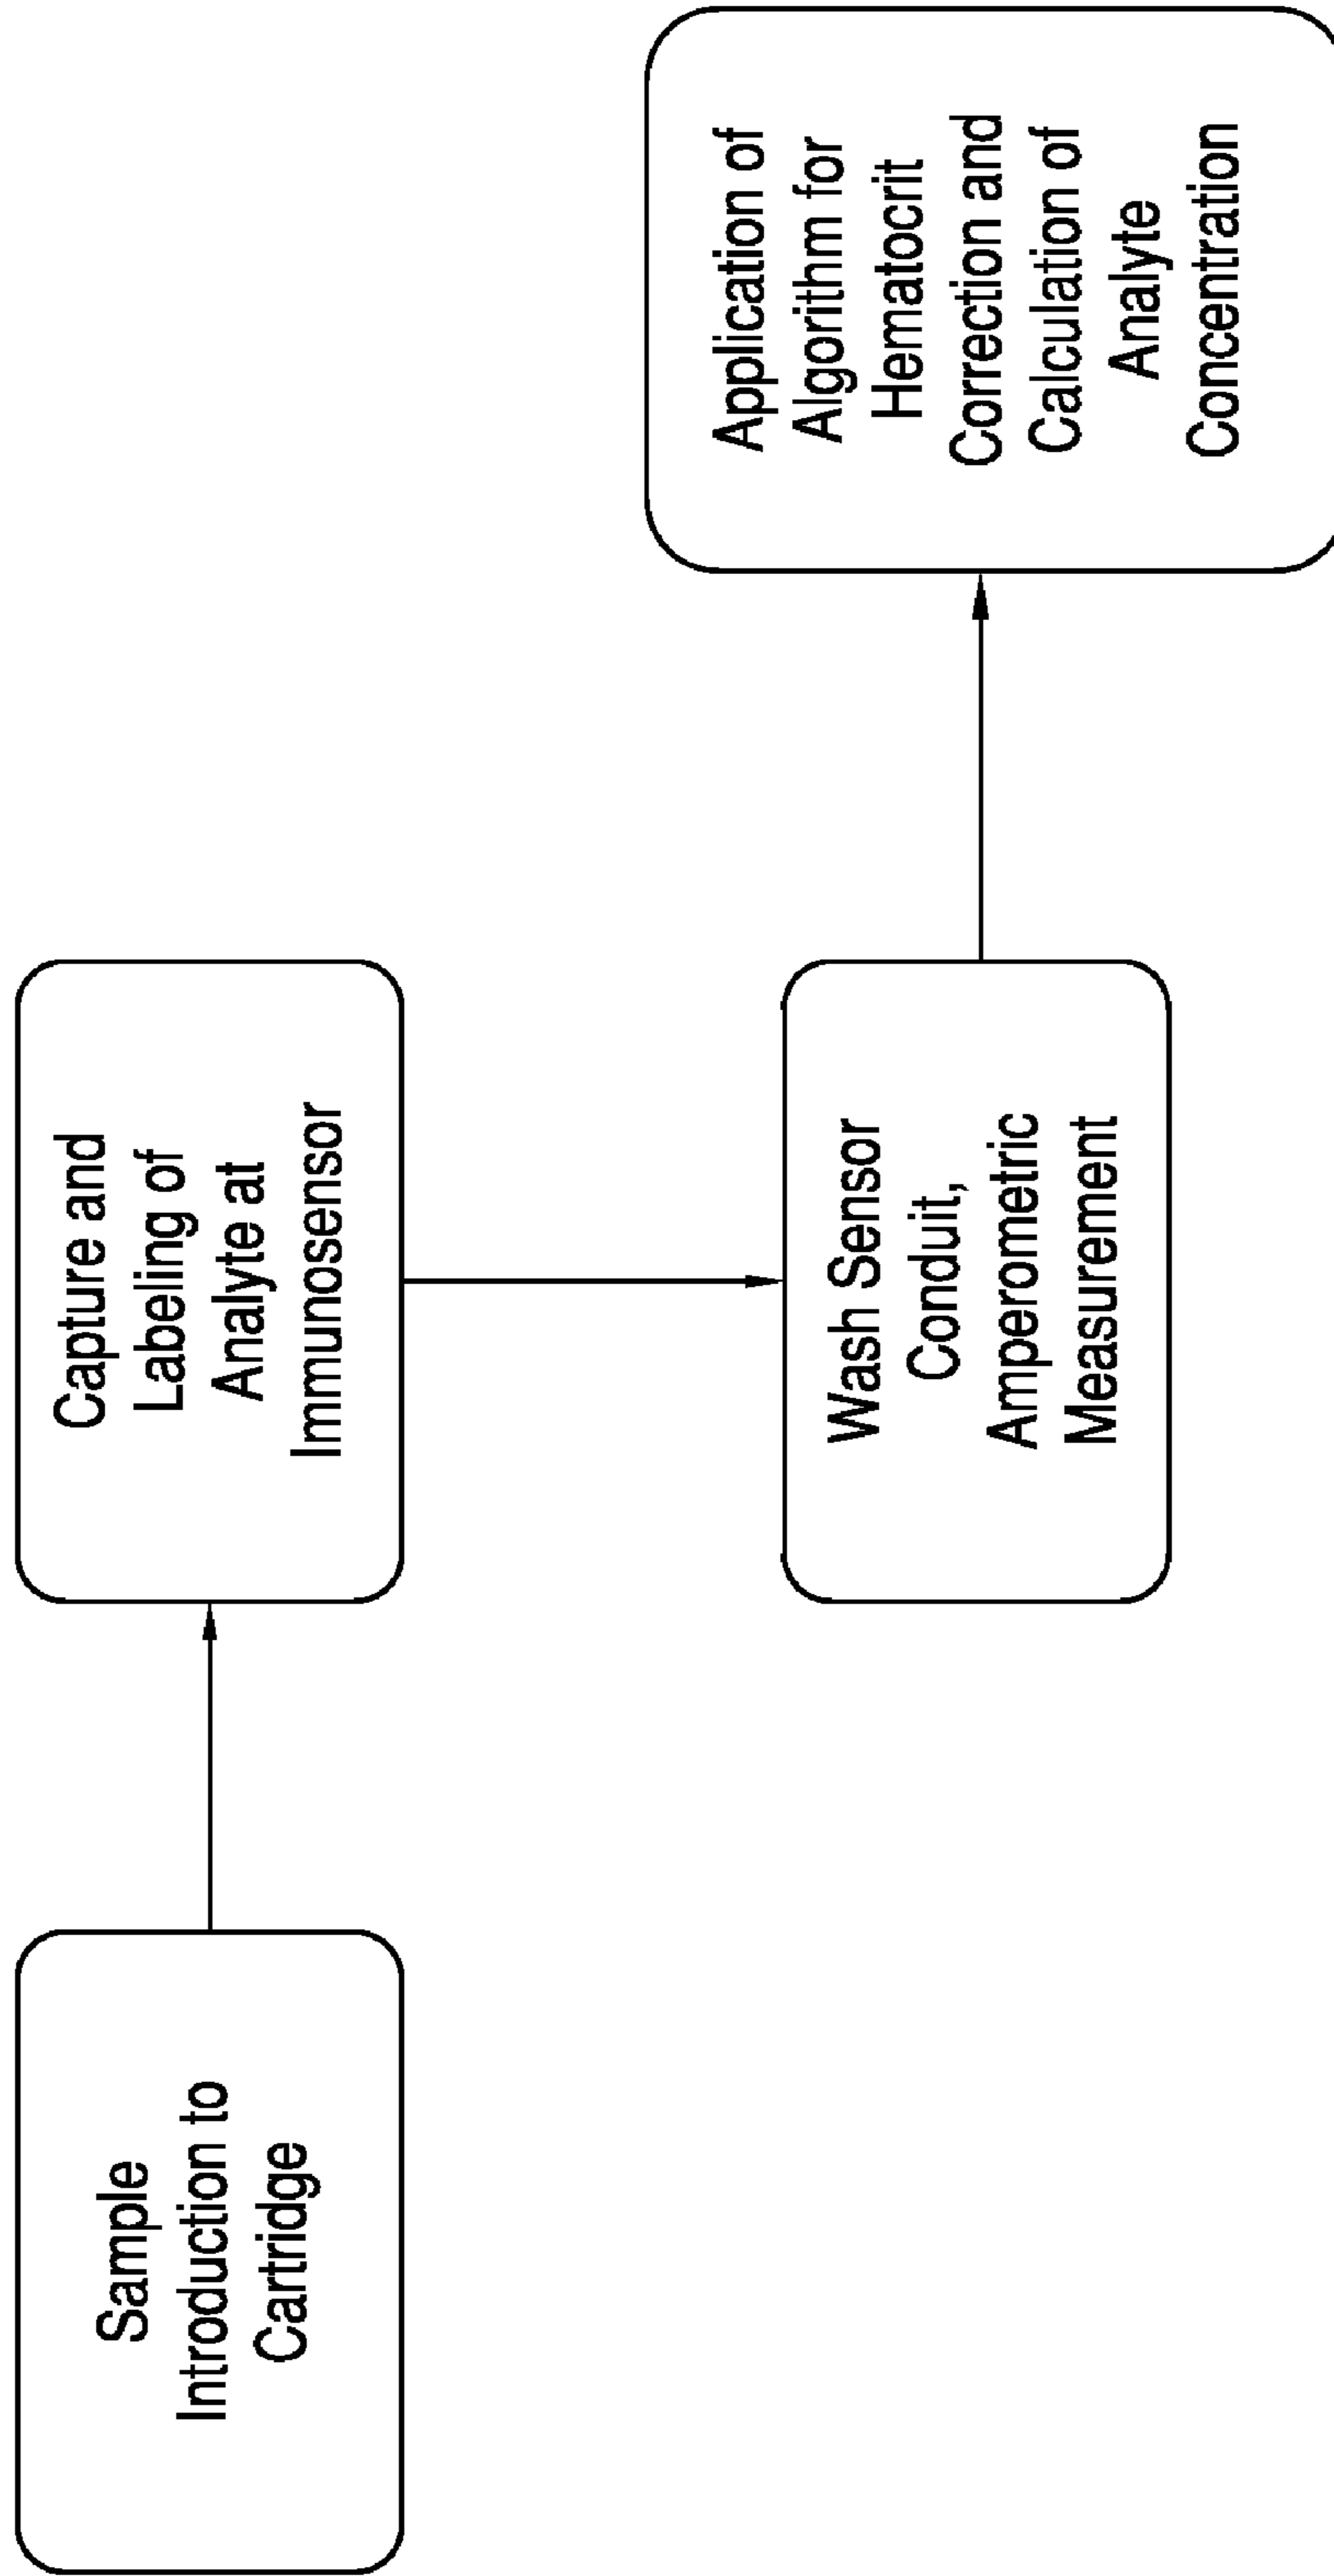 Sample
Introduction to
Cartridge
Capture and
Labeling of
Analyte at
Immunosensor
Wash Sensor
Conduit,
Amperometric
Measurement
Application of
Algorithm for
Hematocrit
Correction and
Calculation of
Analyte
Concentration